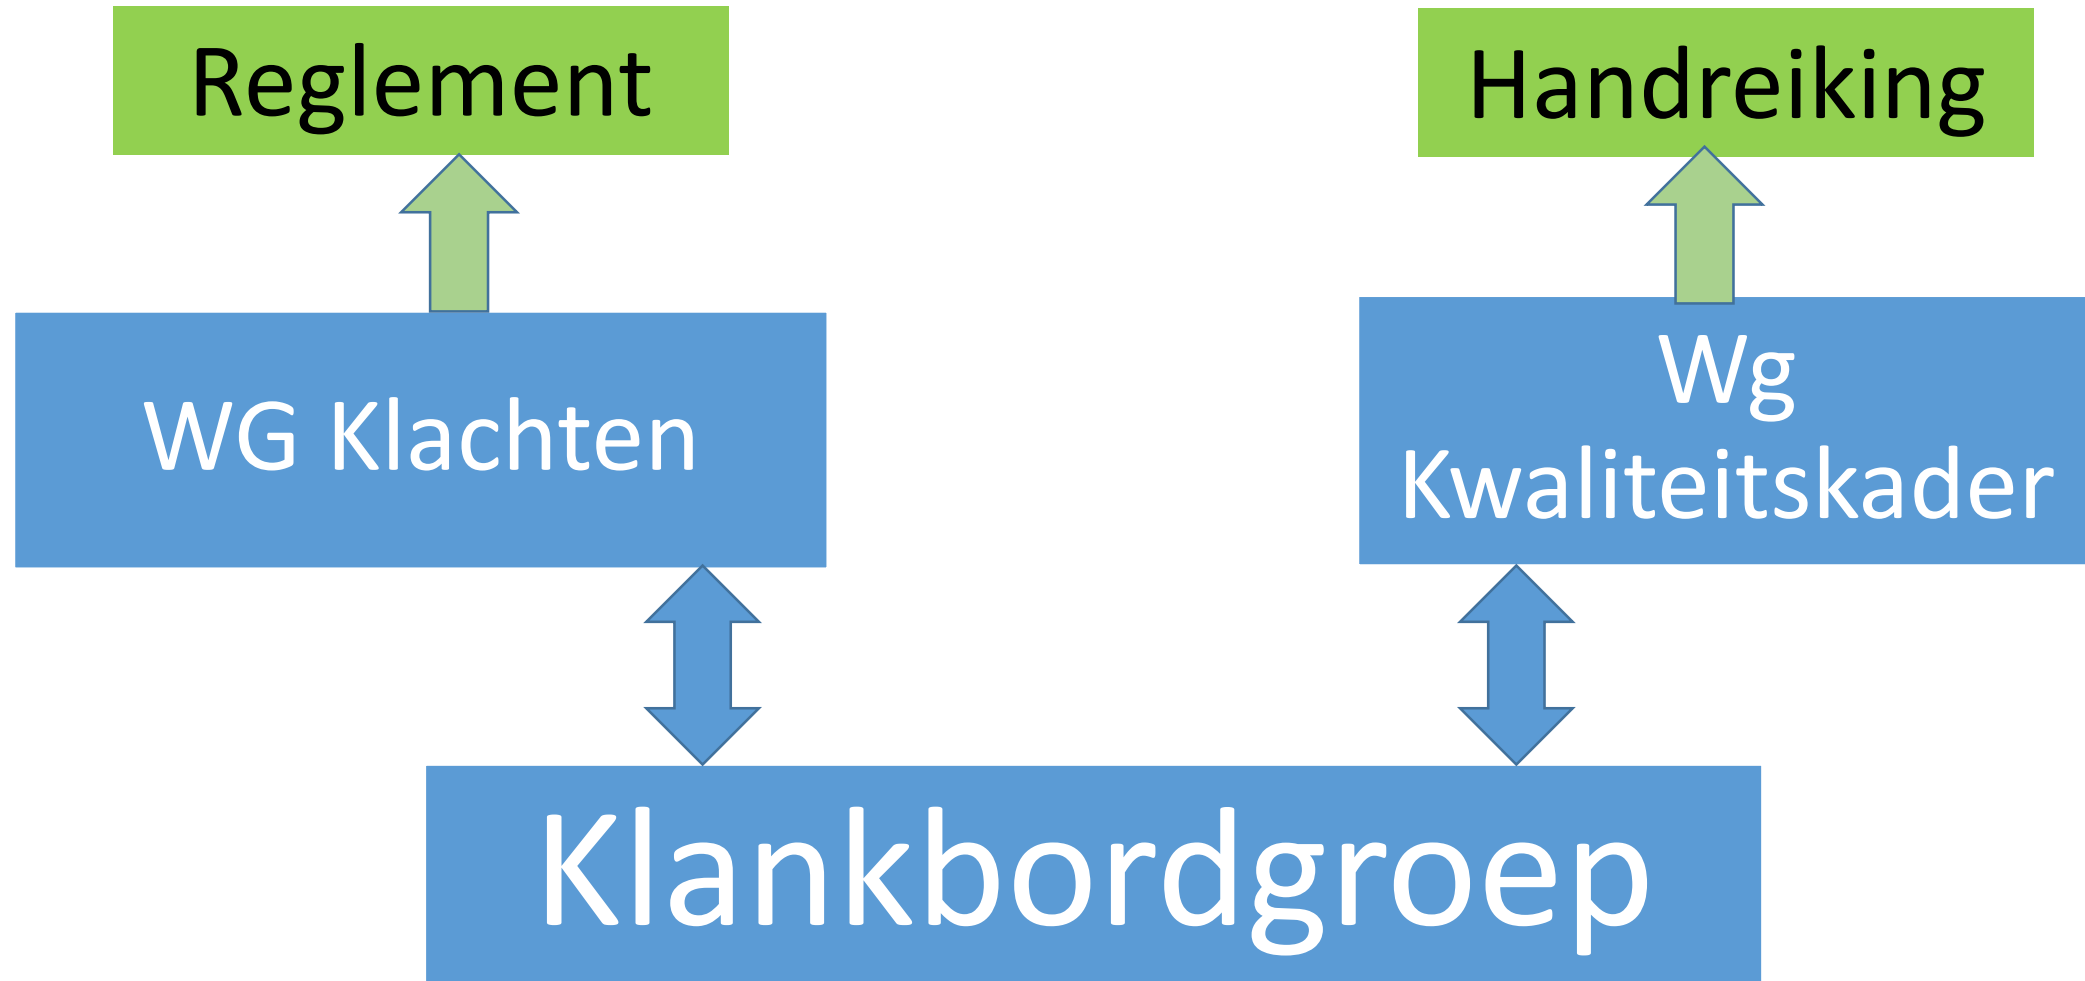 Reglement
Handreiking
WG Klachten
Wg
Kwaliteitskader
Klankbordgroep